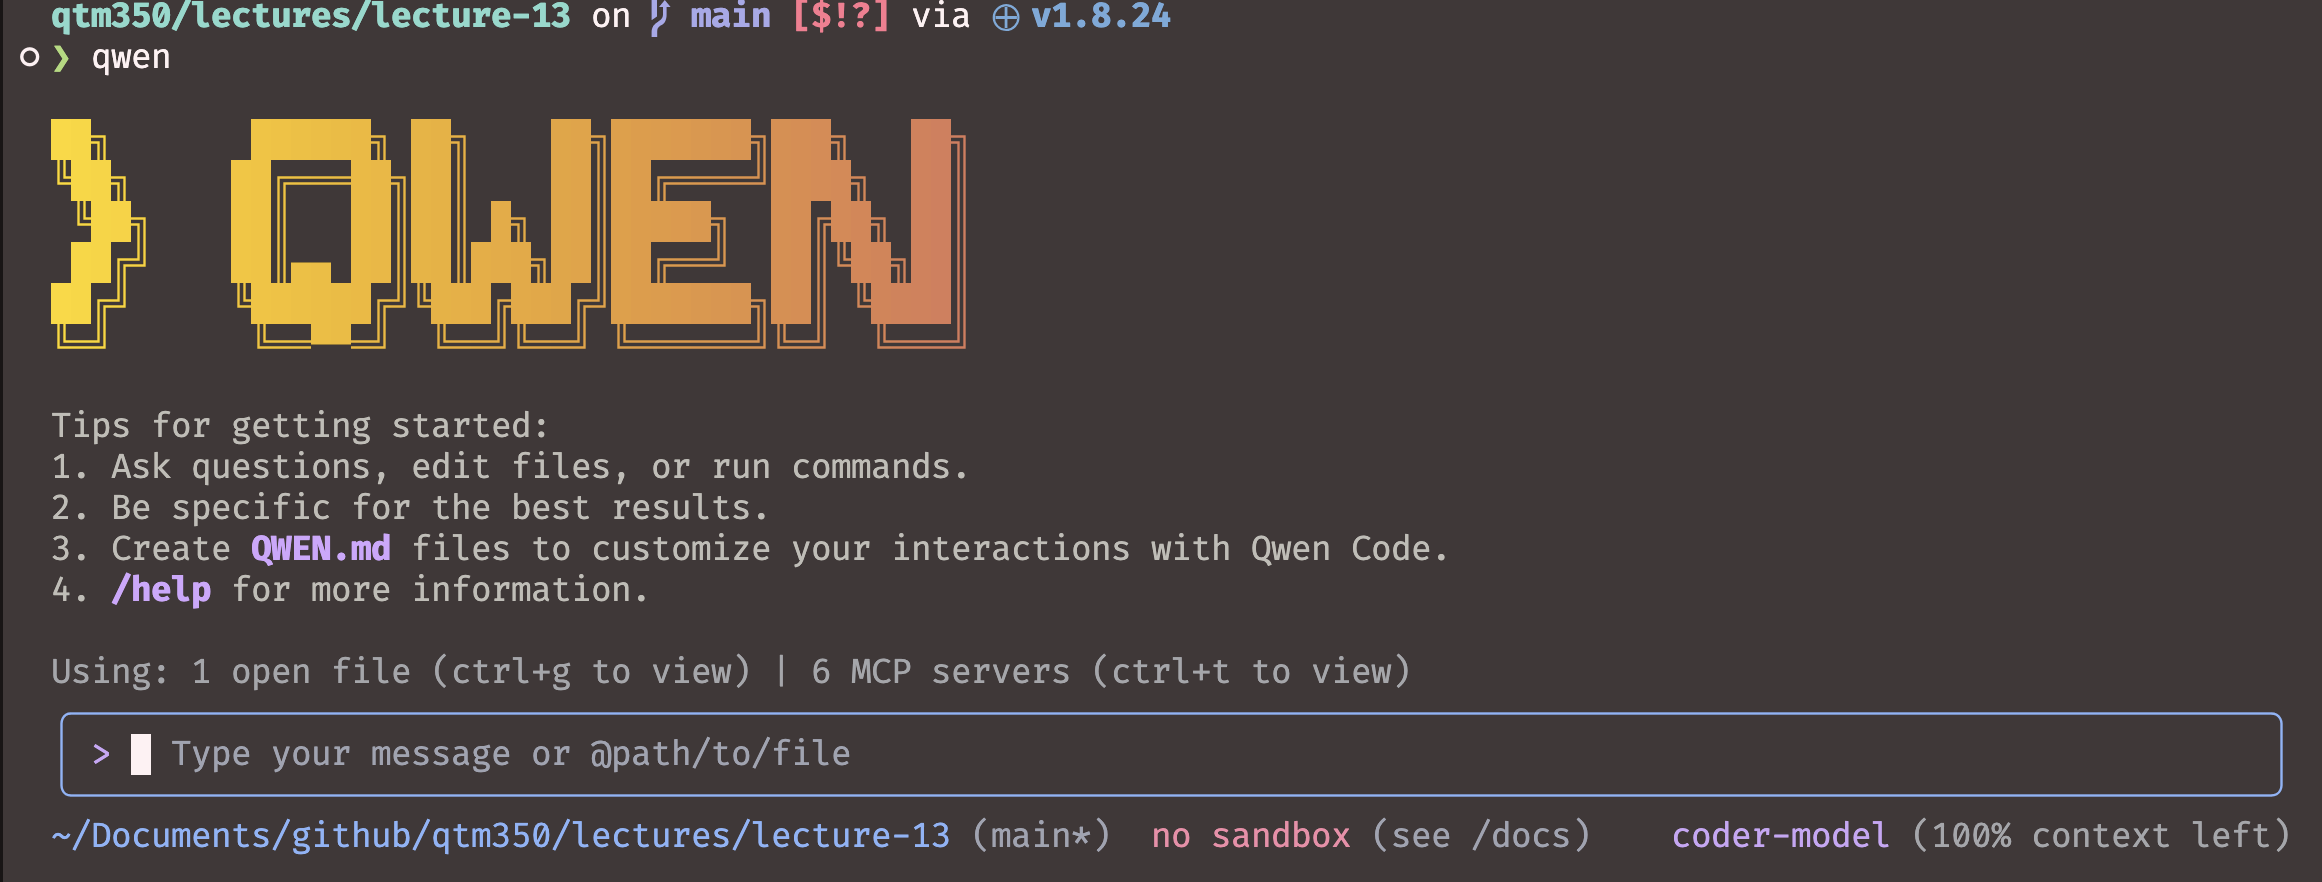 qtm350/lectures/lecture-13 on main [$!?] via v1.8.24
❯ qwen
QWEN
Tips for getting started:
1. Ask questions, edit files, or run commands.
2. Be specific for the best results.
3. Create QWEN.md files to customize your interactions with Qwen Code.
4. /help for more information.
Using: 1 open file (ctrl+g to view) | 6 MCP servers (ctrl+t to view)
> Type your message or @path/to/file
~/Documents/github/qtm350/lectures/lecture-13 (main*) no sandbox (see /docs) coder-model (100% context left)